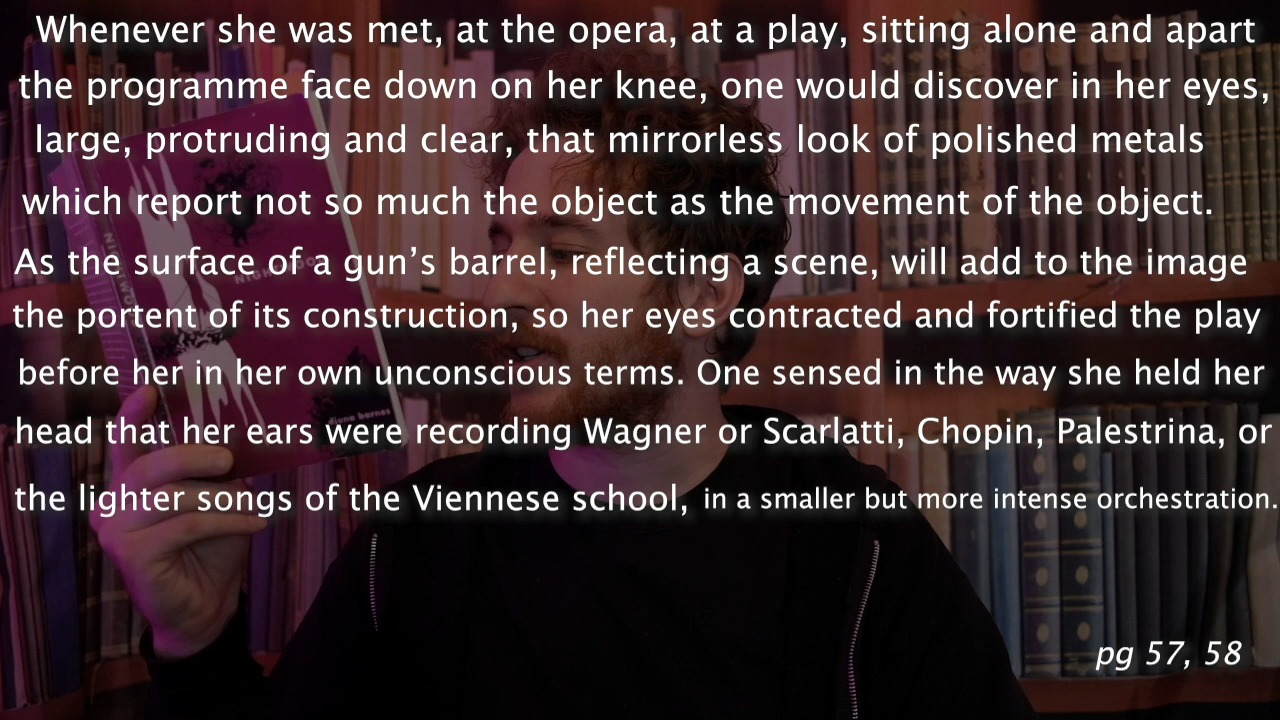 Whenever she was met, at the opera, at a play, sitting alone and apart
the programme face down on her knee, one would discover in her eyes,
large, protruding and clear, that mirrorless look of polished metals
which report not so much the object as the movement of the object.
As the surface of a gun’s barrel, reflecting a scene, will add to the image
the portent of its construction, so her eyes contracted and fortified the play
before her in her own unconscious terms. One sensed in the way she held her
head that her ears were recording Wagner or Scarlatti, Chopin, Palestrina, or
the lighter songs of the Viennese school, in a smaller but more intense orchestration.
djuna barnes
pg 57, 58